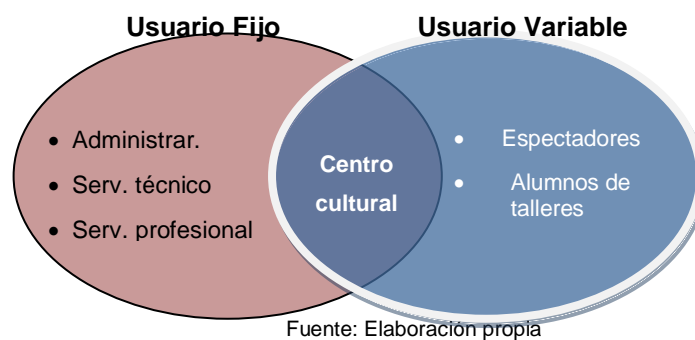 Usuario Fijo
Usuario Variable
• Administrar.
• Serv. técnico
• Serv. profesional
Centro
cultural
• Espectadores
• Alumnos de
talleres
Fuente: Elaboración propia